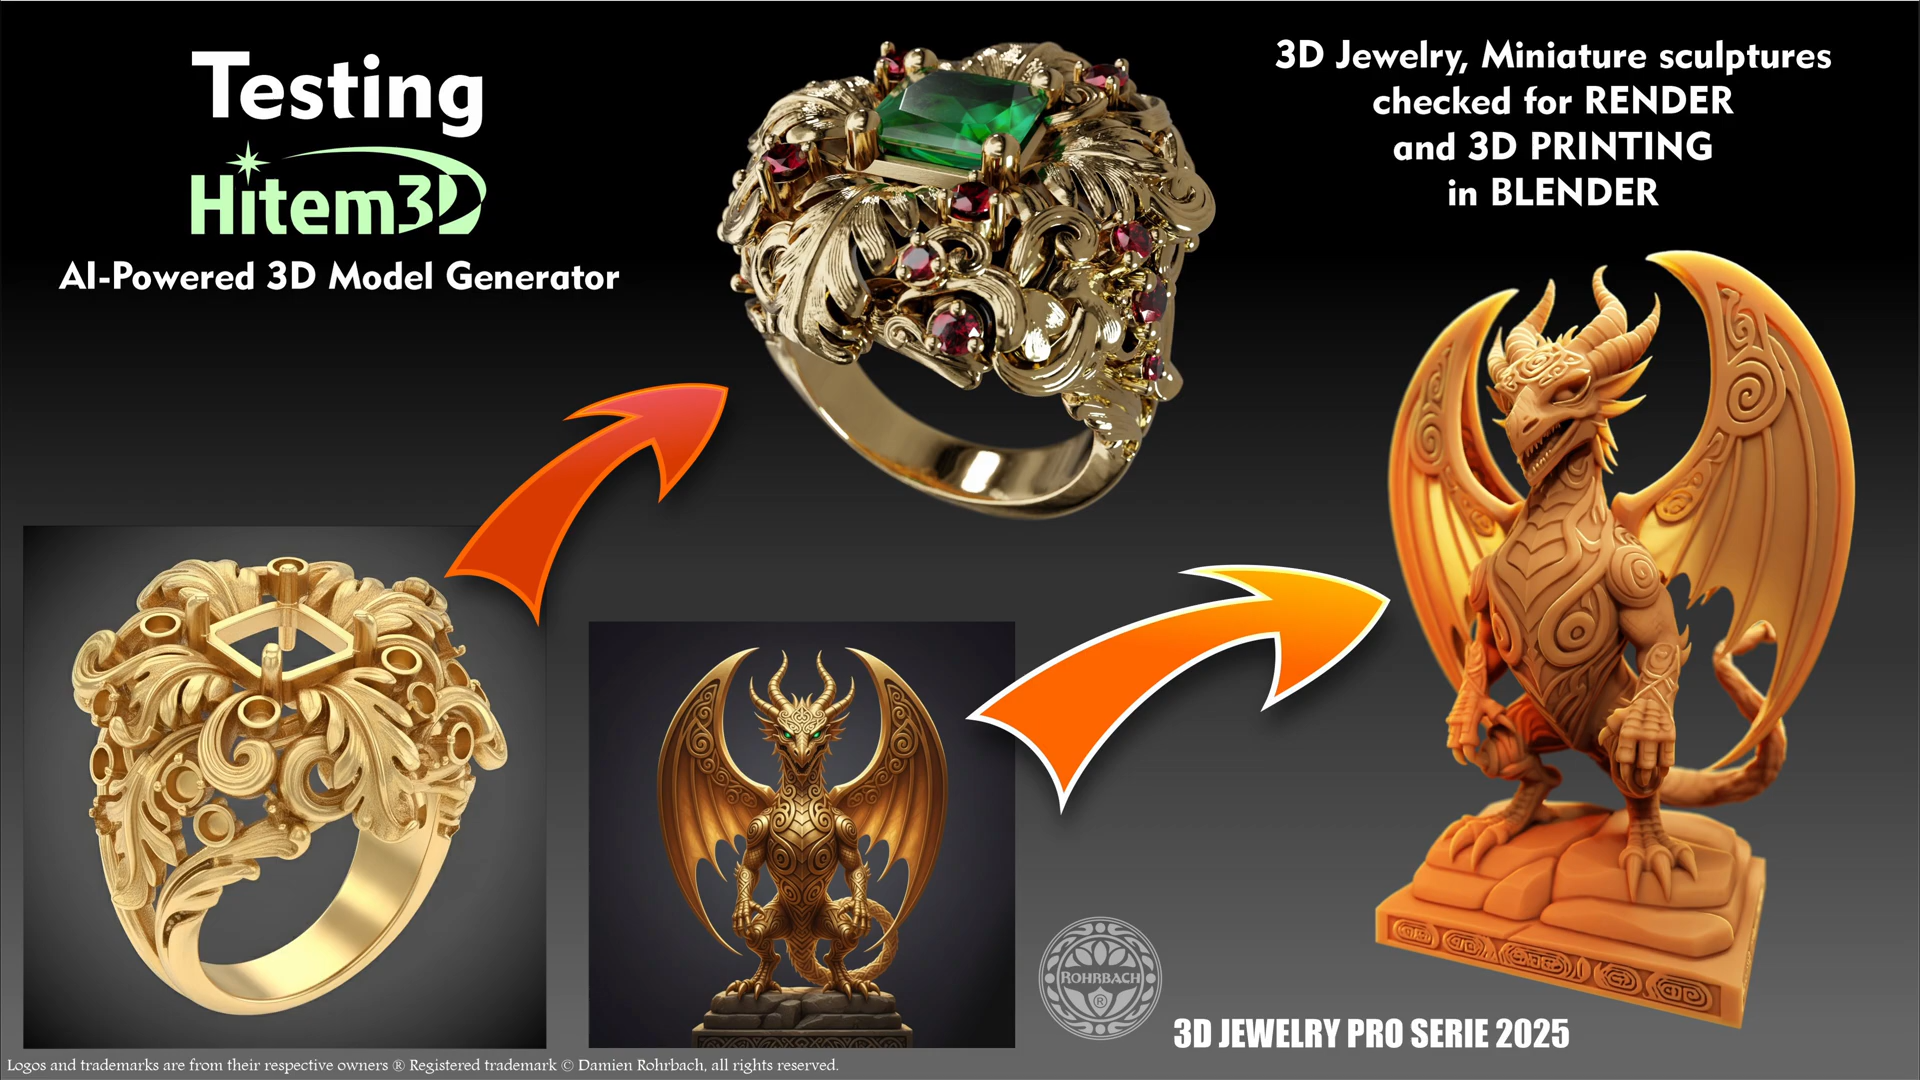 Testing
Hitem3D
AI-Powered 3D Model Generator
3D Jewelry, Miniature sculptures
checked for RENDER
and 3D PRINTING
in BLENDER
ROHRBACH
®
3D JEWELRY PRO SERIE 2025
Logos and trademarks are from their respective owners ® Registered trademark © Damien Rohrbach, all rights reserved.